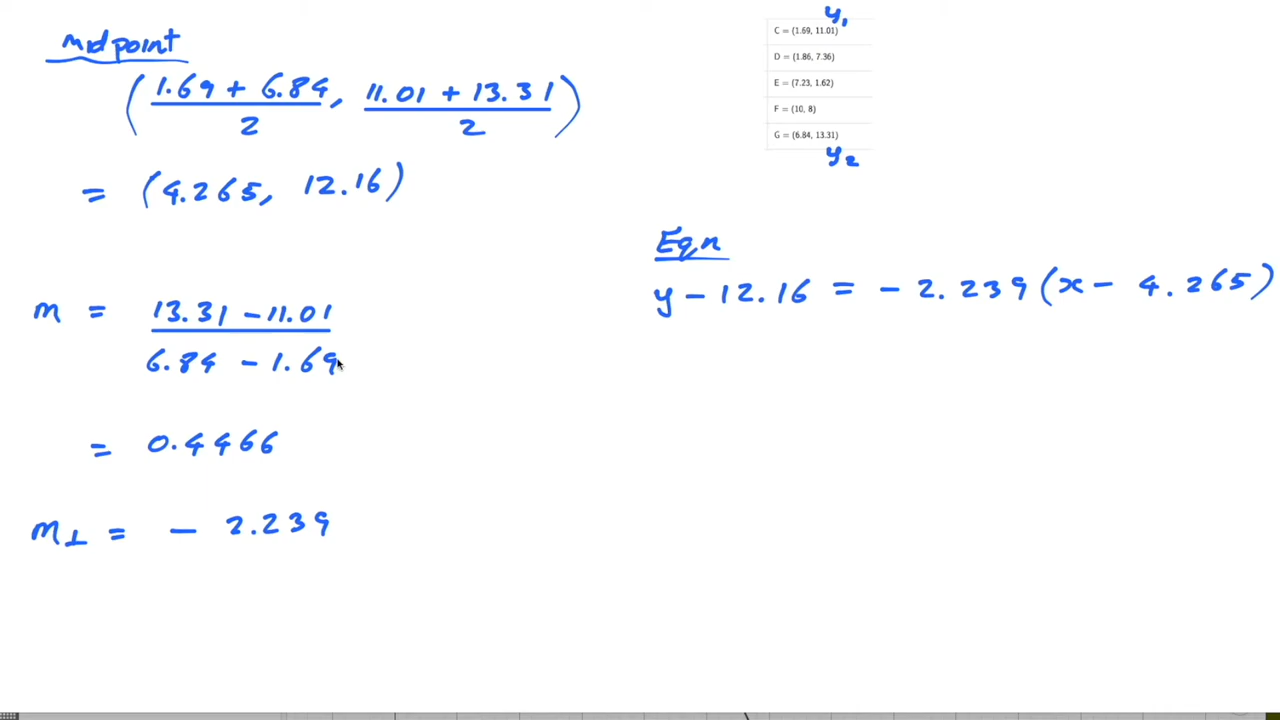 midpoint
(1.69 + 6.84 / 2, 11.01 + 13.31 / 2)
= (4.265, 12.16)
m = 13.31 - 11.01 / 6.84 - 1.69
= 0.4466
m⊥ = - 2.239
y₁
C = (1.69, 11.01)
D = (1.86, 7.36)
E = (7.23, 1.62)
F = (10, 8)
G = (6.84, 13.31)
y₂
Eqn
y - 12.16 = - 2.239 (x - 4.265)